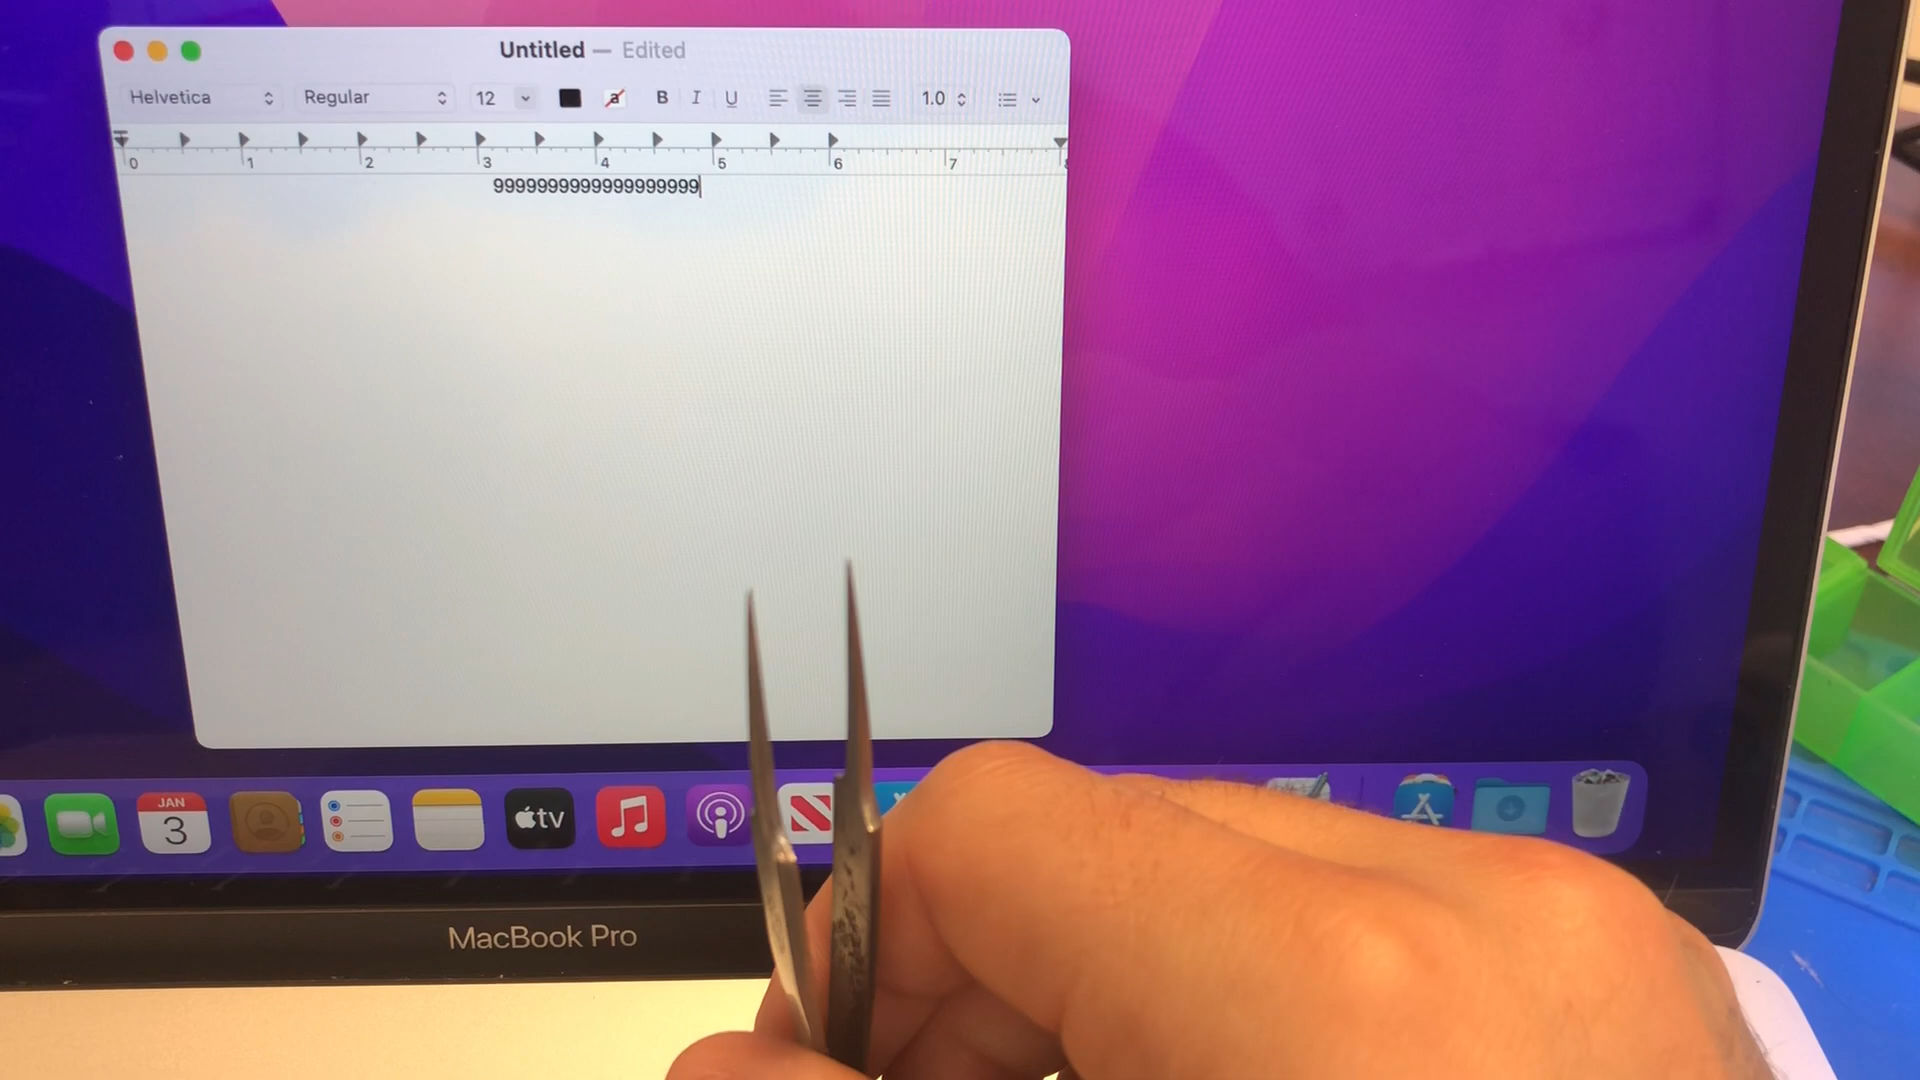 Untitled — Edited
Helvetica Regular 12 a B I U 1.0
0 1 2 3 4 5 6 7
9999999999999999999
JAN
3
tv
MacBook Pro